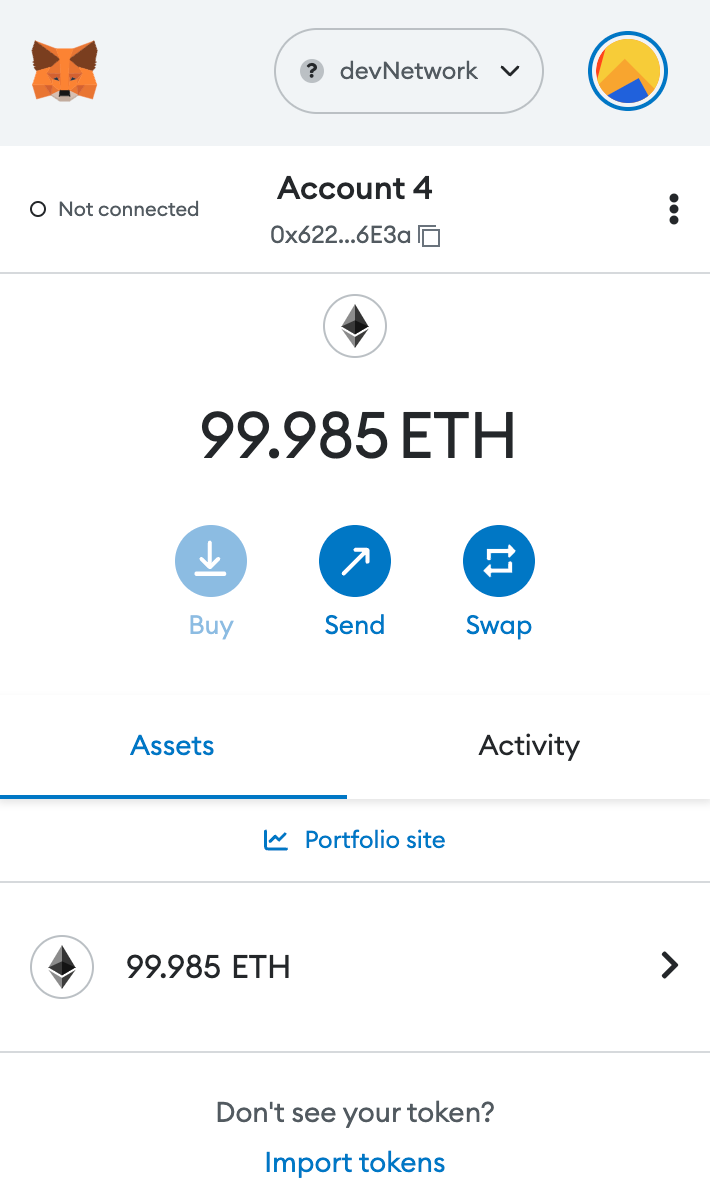 ? devNetwork
Account 4
Not connected
0x622...6E3a
99.985 ETH
Buy Send Swap
Assets Activity
Portfolio site
99.985 ETH
Don't see your token?
Import tokens